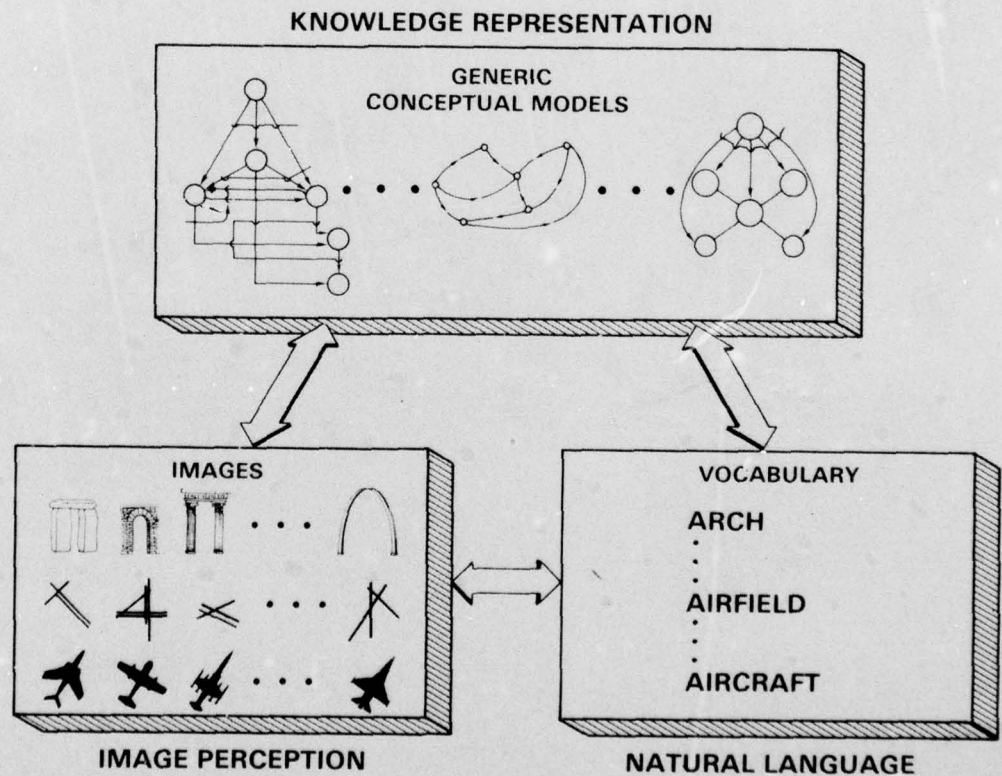 KNOWLEDGE REPRESENTATION
GENERIC
CONCEPTUAL MODELS
IMAGES
VOCABULARY
ARCH
AIRFIELD
AIRCRAFT
IMAGE PERCEPTION
NATURAL LANGUAGE